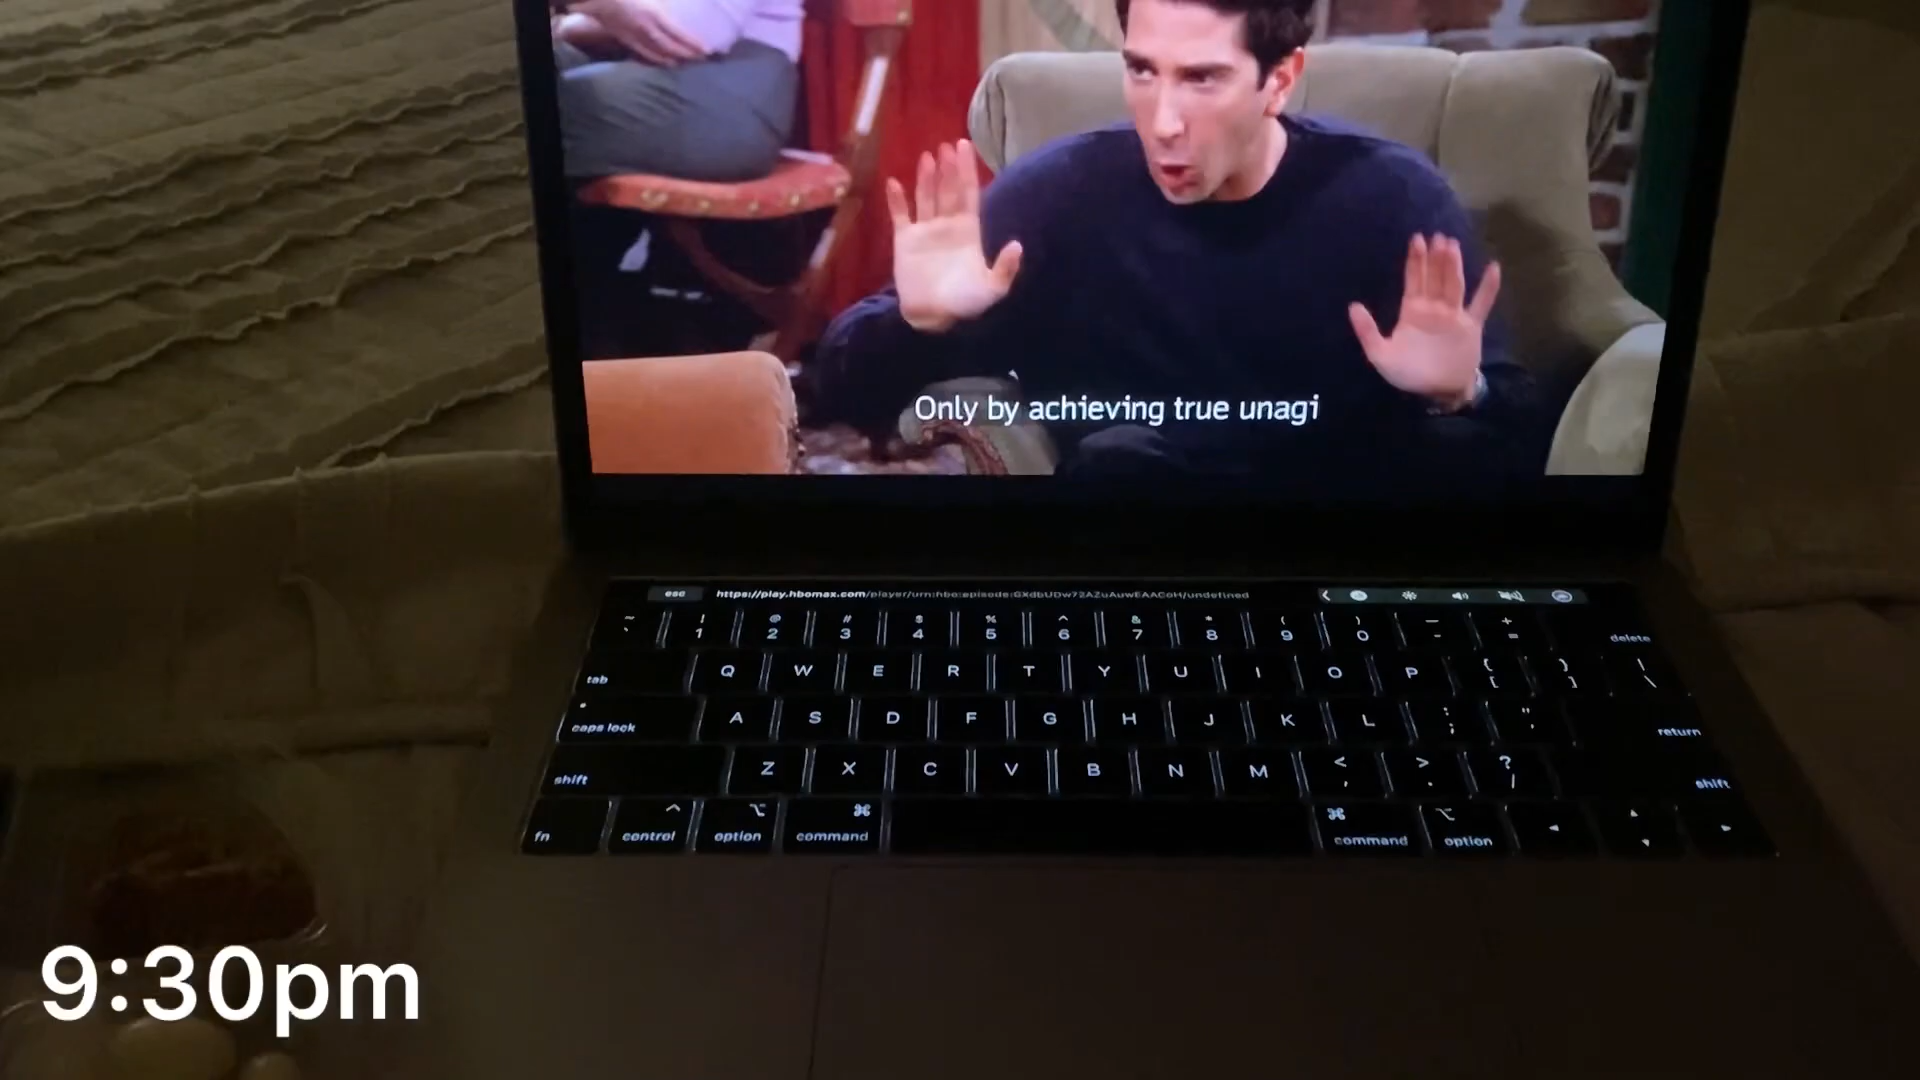 Only by achieving true unagi
esc https://play.hbomax.com/player/urn:hbo:episode:GXdbUDw72AZuAuwEAACoH/undefined
~ ! @ # $ % ^ & * ( ) — +
` 1 2 3 4 5 6 7 8 9 0 - = delete
tab Q W E R T Y U I O P { [ } ] | \
caps lock A S D F G H J K L : ; " ' return
shift Z X C V B N M < , > . ? / shift
fn control option command command option
9:30pm